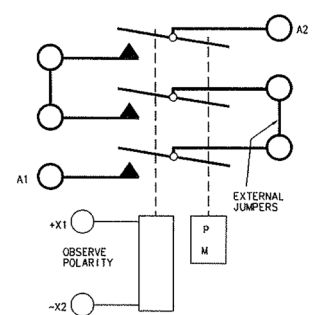 A2
A1
EXTERNAL
JUMPERS
+X1
OBSERVE
POLARITY
P
M
-X2